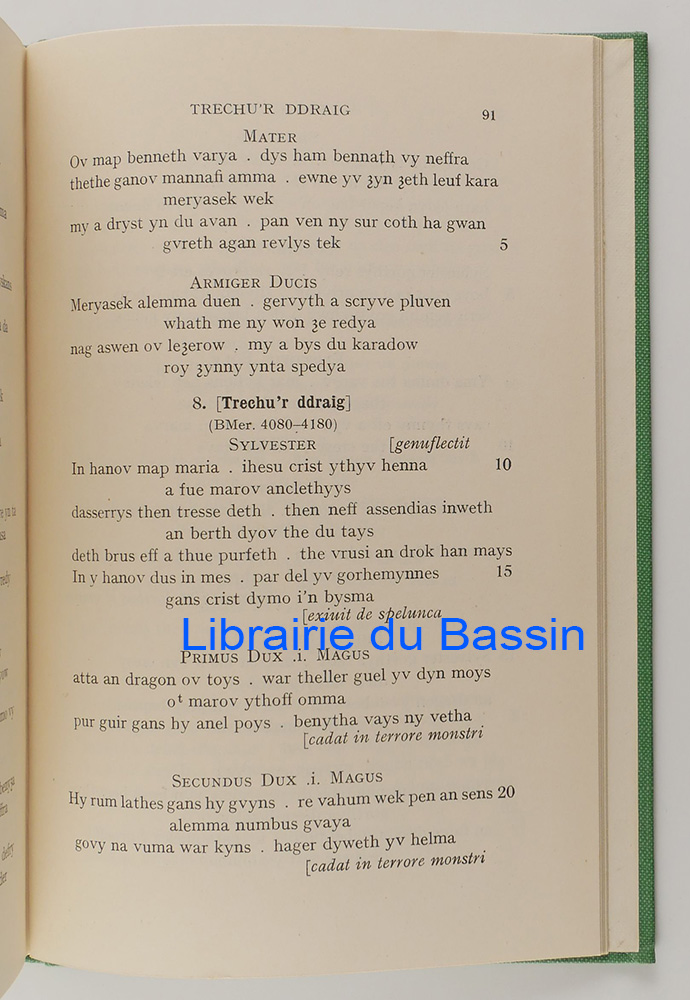 TRECHU'R DDRAIG 91
MATER
Ov map benneth varya . dys ham bennath vy neffra
thethe ganov mannafi amma . ewne yv ȝyn ȝeth leuf kara
meryasek wek
my a dryst yn du avan . pan ven ny sur coth ha gwan
gvreth agan revlys tek 5
ARMIGER DUCIS
Meryasek alemma duen . gervyth a scryve pluven
whath me ny won ȝe redya
nag aswen ov leȝerow . my a bys du karadow
roy ȝynny ynta spedya
8. [Trechu'r ddraig]
(BMer. 4080–4180)
SYLVESTER [genuflectit
In hanov map maria . ihesu crist ythyv henna 10
a fue marov anclethyys
dasserrys then tresse deth . then neff assendias inweth
an berth dyov the du tays
deth brus eff a thue purfeth . the vrusi an drok han mays
In y hanov dus in mes . par del yv gorhemynnes 15
gans crist dymo i'n bysma
[exiuit de spelunca
Librairie du Bassin
PRIMUS DUX .i. MAGUS
atta an dragon ov toys . war theller guel yv dyn moys
oᵗ marov ythoff omma
pur guir gans hy anel poys . benytha vays ny vetha
[cadat in terrore monstri
SECUNDUS DUX .i. MAGUS
Hy rum lathes gans hy gvyns . re vahum wek pen an sens 20
alemma numbus gvaya
govy na vuma war kyns . hager dyweth yv helma
[cadat in terrore monstri